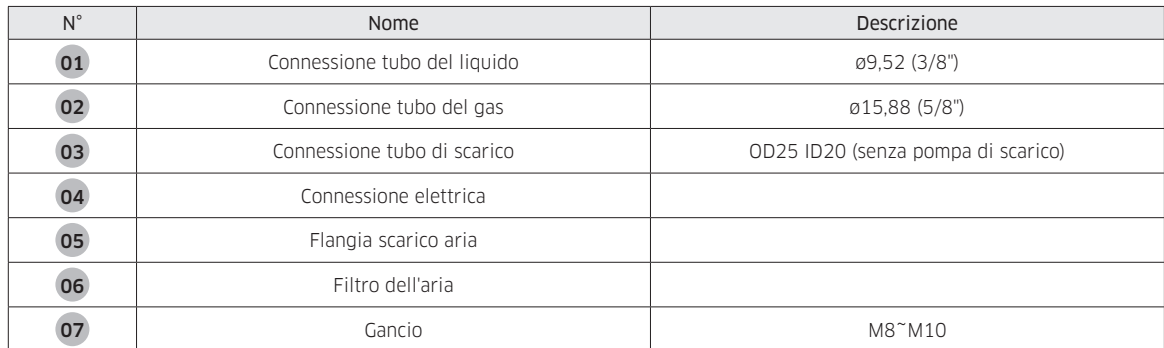 N° Nome Descrizione
01 Connessione tubo del liquido ø9,52 (3/8")
02 Connessione tubo del gas ø15,88 (5/8")
03 Connessione tubo di scarico OD25 ID20 (senza pompa di scarico)
04 Connessione elettrica
05 Flangia scarico aria
06 Filtro dell'aria
07 Gancio M8~M10